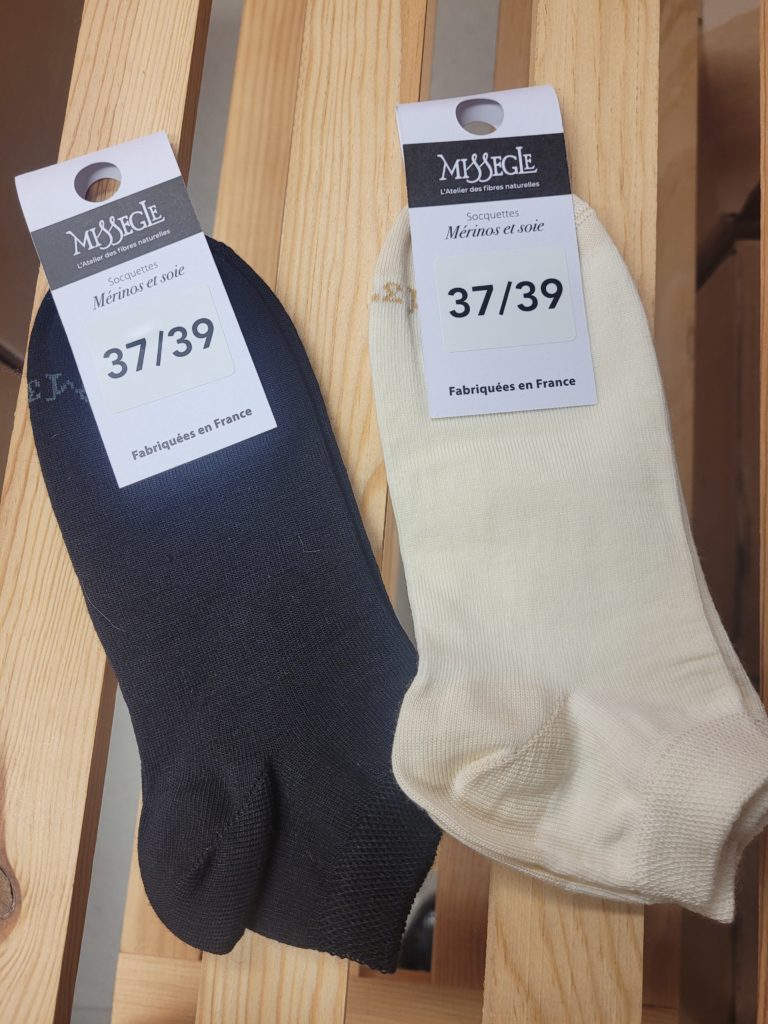 MISSEGLE
L'Atelier des fibres naturelles
Socquettes
Mérinos et soie
37/39
Fabriquées en France
MISSEGLE
L'Atelier des fibres naturelles
Socquettes
Mérinos et soie
37/39
Fabriquées en France